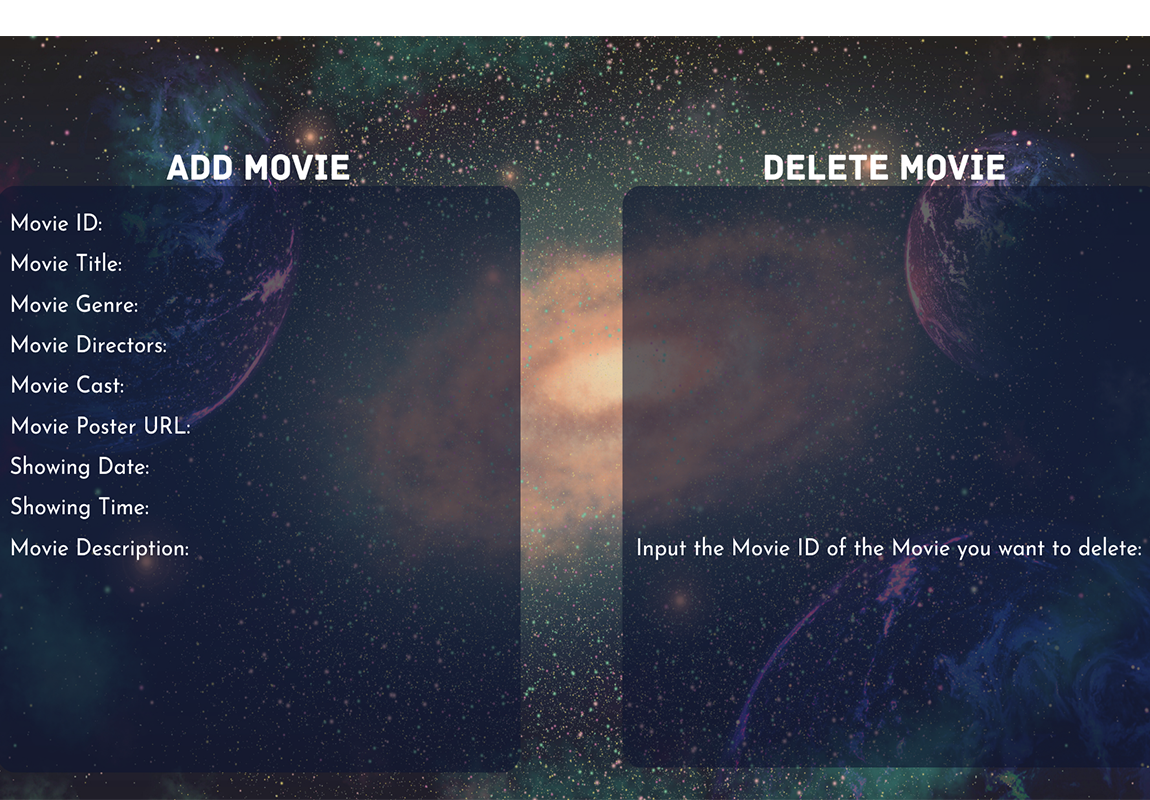 ADD MOVIE
Movie ID:
Movie Title:
Movie Genre:
Movie Directors:
Movie Cast:
Movie Poster URL:
Showing Date:
Showing Time:
Movie Description:
DELETE MOVIE
Input the Movie ID of the Movie you want to delete: